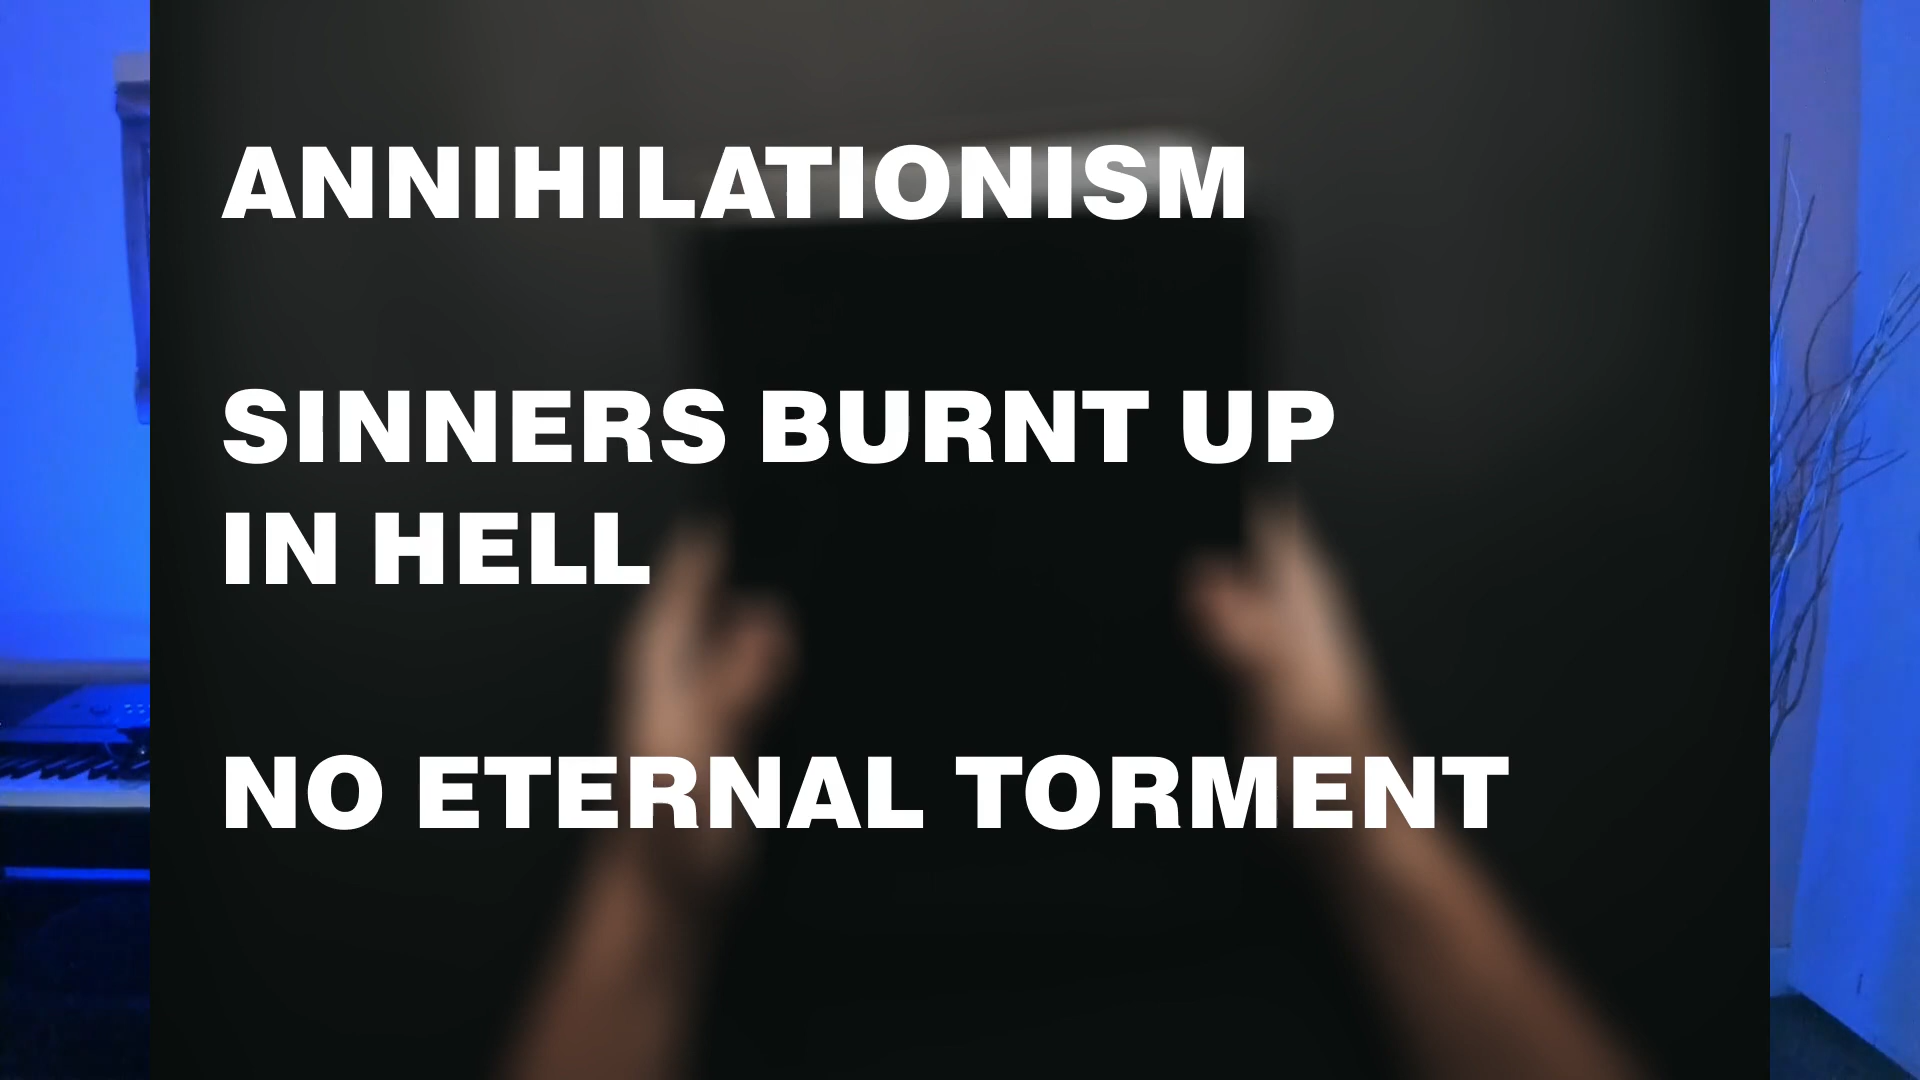 ANNIHILATIONISM
SINNERS BURNT UP
IN HELL
NO ETERNAL TORMENT